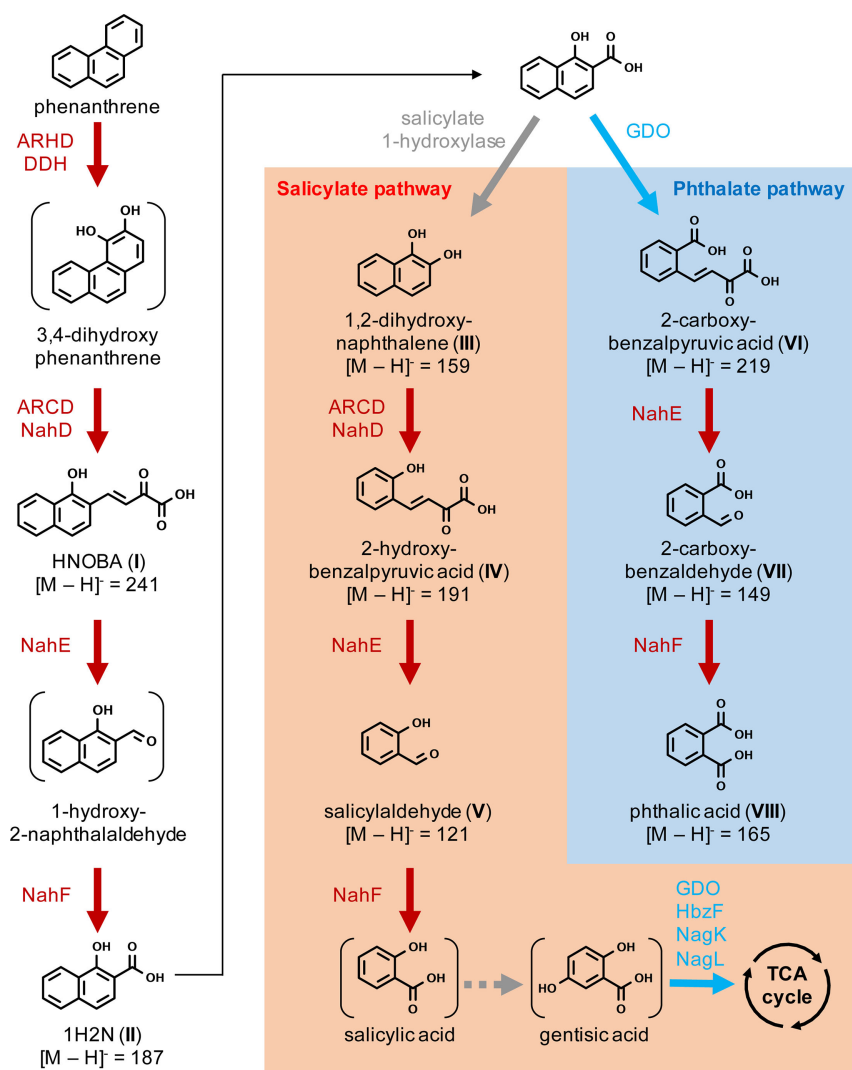 phenanthrene
ARHD
DDH
OH
HO
3,4-dihydroxy
phenanthrene
ARCD
NahD
OH
O
OH
O
HNOBA (I)
[M – H]- = 241
NahE
OH
O
1-hydroxy-
2-naphthalaldehyde
NahF
OH
O
OH
1H2N (II)
[M – H]- = 187
OH
O
OH
salicylate
1-hydroxylase
GDO
Salicylate pathway
OH
OH
1,2-dihydroxy-
naphthalene (III)
[M – H]- = 159
ARCD
NahD
OH
O
OH
O
2-hydroxy-
benzalpyruvic acid (IV)
[M – H]- = 191
NahE
OH
O
salicylaldehyde (V)
[M – H]- = 121
NahF
OH
OH
O
salicylic acid
OH
HO
OH
O
gentisic acid
GDO
HbzF
NagK
NagL
TCA
cycle
Phthalate pathway
O
OH
O
OH
O
2-carboxy-
benzalpyruvic acid (VI)
[M – H]- = 219
NahE
O
OH
O
2-carboxy-
benzaldehyde (VII)
[M – H]- = 149
NahF
O
OH
OH
O
phthalic acid (VIII)
[M – H]- = 165